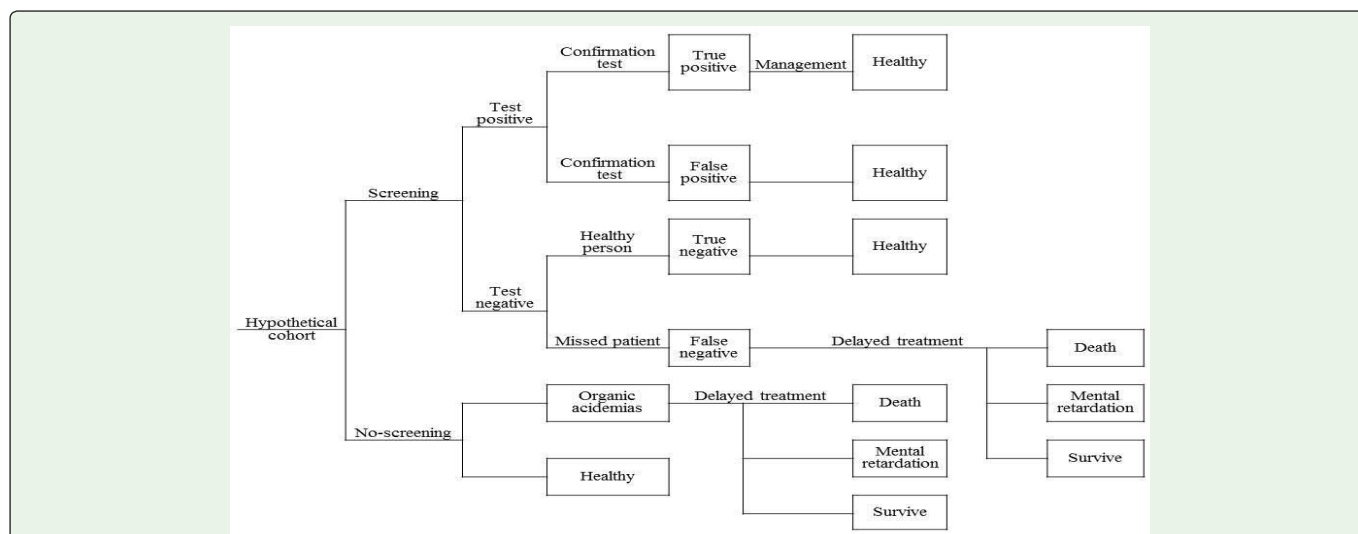 Confirmation
test
True
positive
Management
Healthy
Test
positive
Confirmation
test
False
positive
Healthy
Screening
Healthy
person
True
negative
Healthy
Test
negative
Hypothetical
cohort
Missed patient
False
negative
Delayed treatment
Death
Mental
retardation
Survive
No-screening
Organic
acidemias
Delayed treatment
Death
Mental
retardation
Survive
Healthy